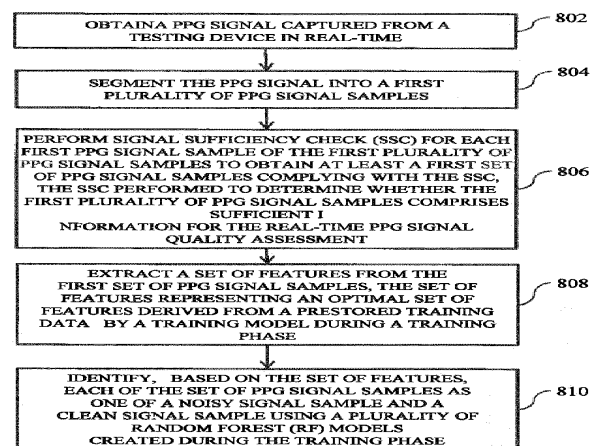 OBTAINA PPG SIGNAL CAPTURED FROM A
TESTING DEVICE IN REAL-TIME
802
SEGMENT THE PPG SIGNAL INTO A FIRST
PLURALITY OF PPG SIGNAL SAMPLES
804
PERFORM SIGNAL SUFFICIENCY CHECK (SSC) FOR EACH
FIRST PPG SIGNAL SAMPLE OF THE FIRST PLURALITY OF
PPG SIGNAL SAMPLES TO OBTAIN AT LEAST A FIRST SET
OF PPG SIGNAL SAMPLES COMPLYING WITH THE SSC,
THE SSC PERFORMED TO DETERMINE WHETHER THE
FIRST PLURALITY OF PPG SIGNAL SAMPLES COMPRISES
SUFFICIENT I
NFORMATION FOR THE REAL-TIME PPG SIGNAL
QUALITY ASSESSMENT
806
EXTRACT A SET OF FEATURES FROM THE
FIRST SET OF PPG SIGNAL SAMPLES, THE SET OF
FEATURES REPRESENTING AN OPTIMAL SET OF
FEATURES DERIVED FROM A PRESTORED TRAINING
DATA BY A TRAINING MODEL DURING A TRAINING
PHASE
808
IDENTIFY, BASED ON THE SET OF FEATURES,
EACH OF THE SET OF PPG SIGNAL SAMPLES AS
ONE OF A NOISY SIGNAL SAMPLE AND A
CLEAN SIGNAL SAMPLE USING A PLURALITY OF
RANDOM FOREST (RF) MODELS
CREATED DURING THE TRAINING PHASE
810